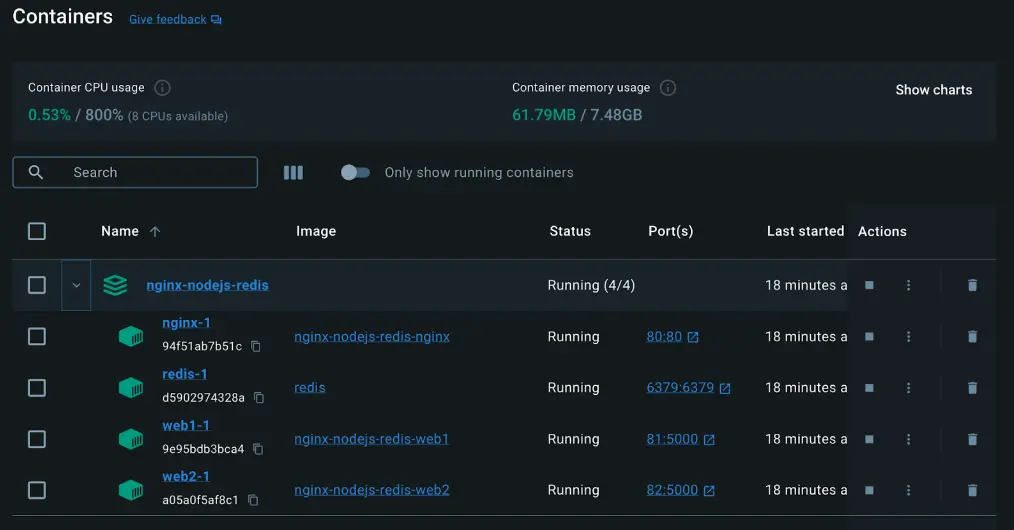 Containers Give feedback
Container CPU usage
0.53% / 800% (8 CPUs available)
Container memory usage
61.79MB / 7.48GB
Show charts
Search
Only show running containers
Name Image Status Port(s) Last started Actions
nginx-nodejs-redis Running (4/4) 18 minutes a
nginx-1
94f51ab7b51c
nginx-nodejs-redis-nginx Running 80:80 18 minutes a
redis-1
d5902974328a
redis Running 6379:6379 18 minutes a
web1-1
9e95bdb3bca4
nginx-nodejs-redis-web1 Running 81:5000 18 minutes a
web2-1
a05a0f5af8c1
nginx-nodejs-redis-web2 Running 82:5000 18 minutes a